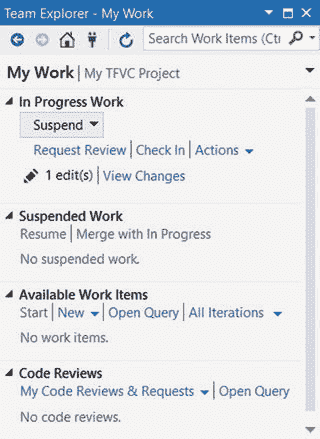 Team Explorer - My Work
Search Work Items (Ctr
My Work | My TFVC Project
In Progress Work
Suspend
Request Review | Check In | Actions
1 edit(s) | View Changes
Suspended Work
Resume | Merge with In Progress
No suspended work.
Available Work Items
Start | New | Open Query | All Iterations
No work items.
Code Reviews
My Code Reviews & Requests | Open Query
No code reviews.